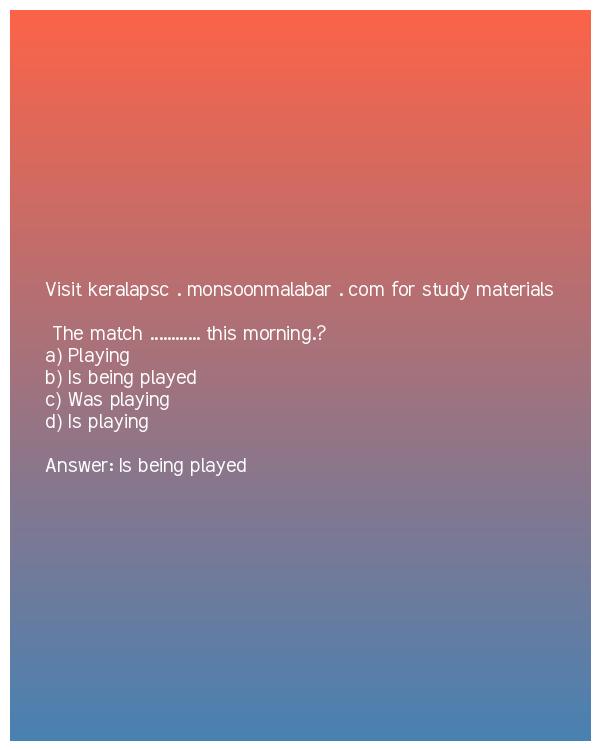 Visit keralapsc . monsoonmalabar . com for study materials
The match ............ this morning.?
a) Playing
b) Is being played
c) Was playing
d) Is playing
Answer: Is being played